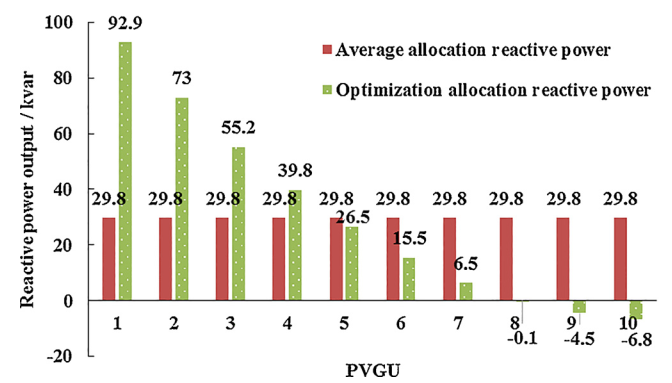 100
80
60
40
20
0
-20
Reactive power output / kvar
Average allocation reactive power
Optimization allocation reactive power
92.9
73
55.2
39.8
29.8 29.8 29.8 29.8 29.8 29.8 29.8 29.8 29.8 29.8
26.5
15.5
6.5
1 2 3 4 5 6 7 8 9 10
-0.1 -4.5 -6.8
PVGU